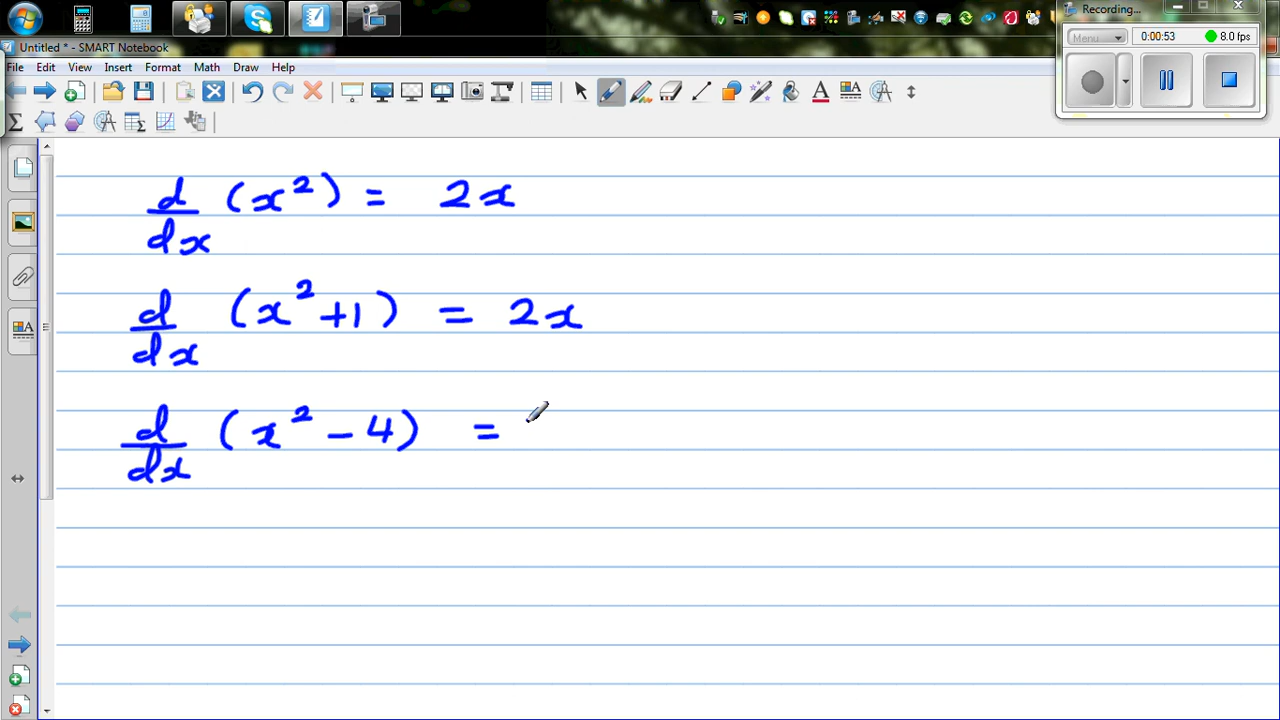 Recording...
Untitled * - SMART Notebook
Menu
0:00:53
8.0 fps
File Edit View Insert Format Math Draw Help
d/dx (x² ) = 2x
d/dx (x² +1) = 2x
d/dx (x² - 4) =